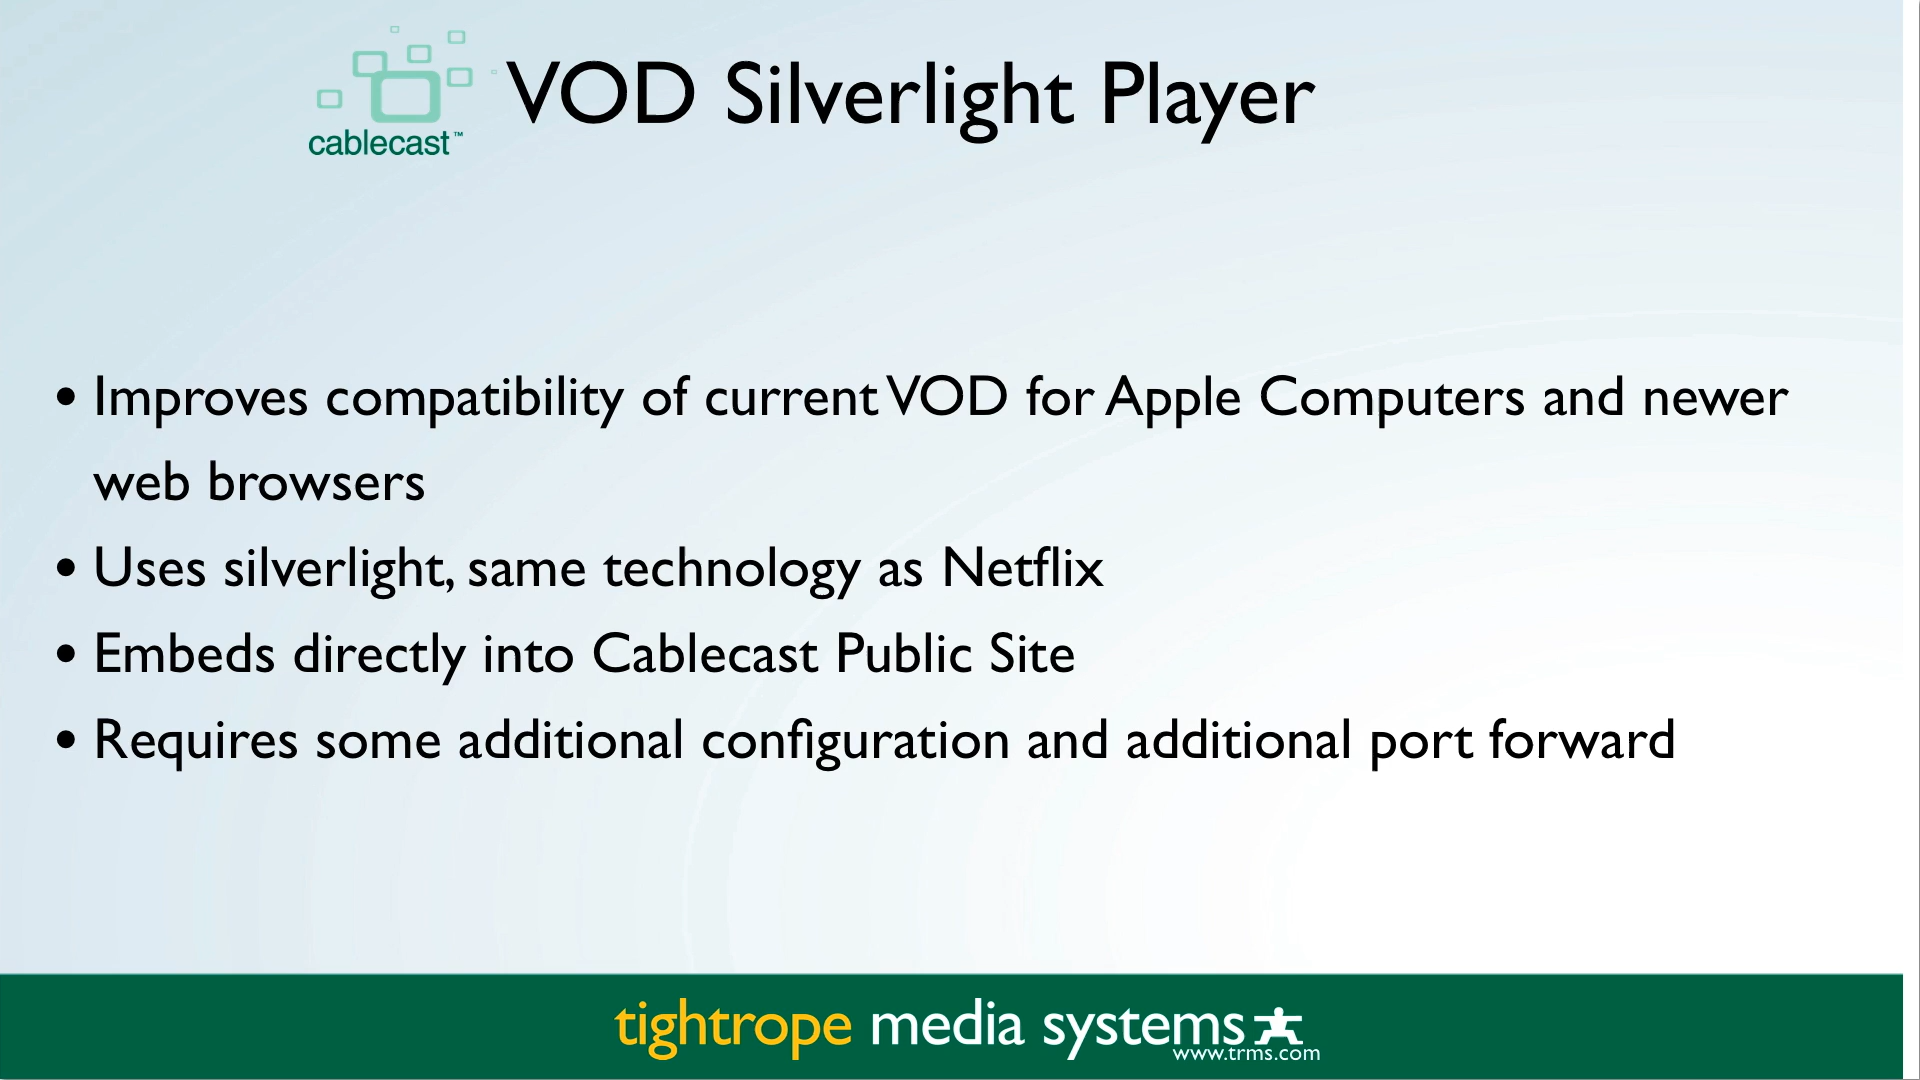 cablecast™
VOD Silverlight Player
• Improves compatibility of current VOD for Apple Computers and newer
web browsers
• Uses silverlight, same technology as Netflix
• Embeds directly into Cablecast Public Site
• Requires some additional configuration and additional port forward
tightrope media systems
www.trms.com